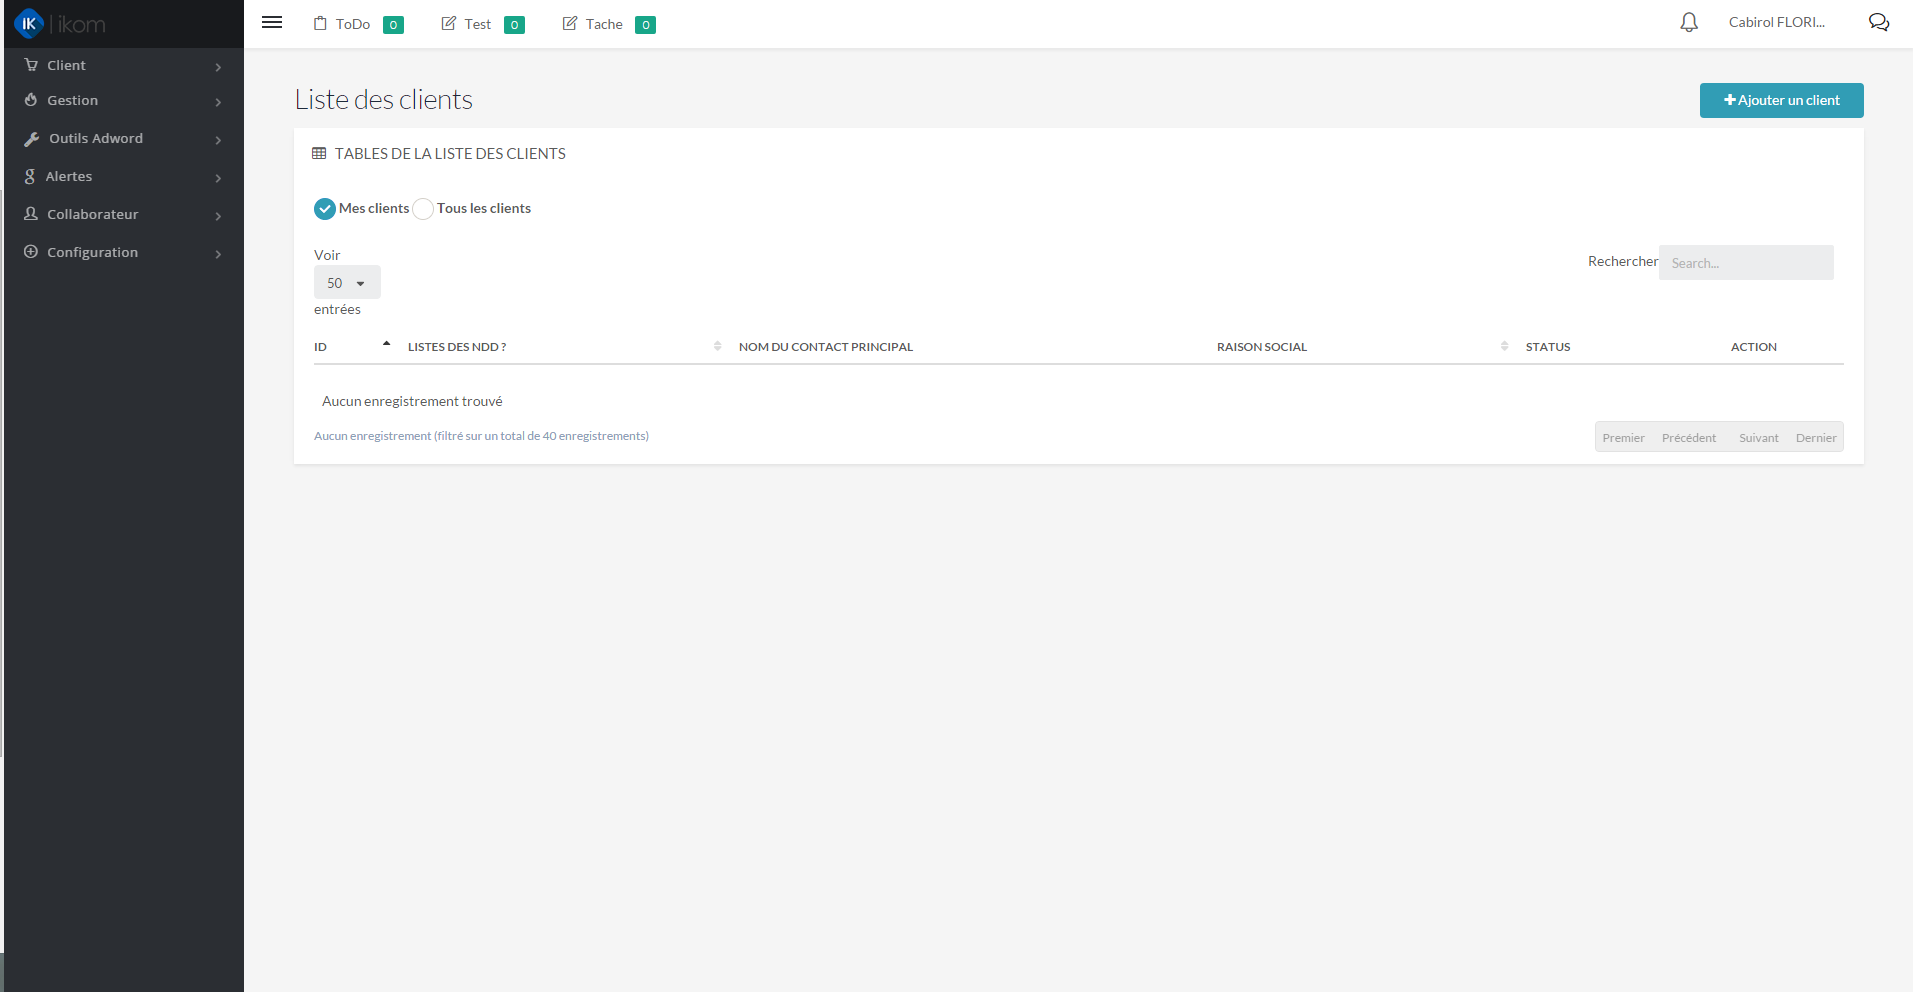 IK | ikom
ToDo 0
Test 0
Tache 0
Cabirol FLORI...
Client
Gestion
Outils Adword
Alertes
Collaborateur
Configuration
Liste des clients
Ajouter un client
TABLES DE LA LISTE DES CLIENTS
Mes clients Tous les clients
Voir
50
entrées
Rechercher Search...
ID LISTES DES NDD ? NOM DU CONTACT PRINCIPAL RAISON SOCIAL STATUS ACTION
Aucun enregistrement trouvé
Aucun enregistrement (filtré sur un total de 40 enregistrements)
Premier Précédent Suivant Dernier